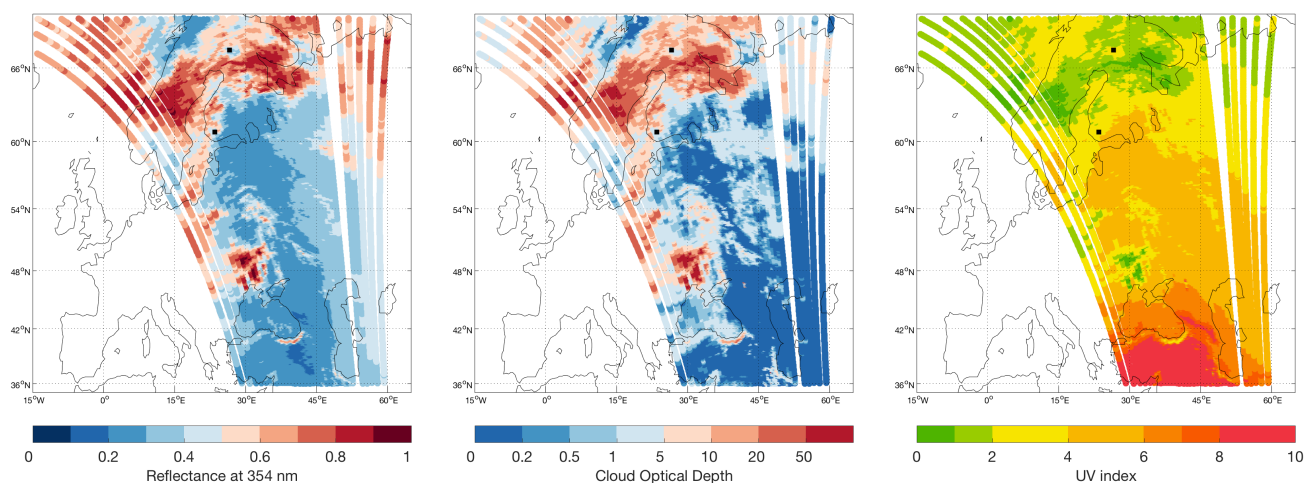 66°N 66°N 66°N
60°N 60°N 60°N
54°N 54°N 54°N
48°N 48°N 48°N
42°N 42°N 42°N
36°N 36°N 36°N
15°W 0° 15°E 30°E 45°E 60°E 15°W 0° 15°E 30°E 45°E 60°E 15°W 0° 15°E 30°E 45°E 60°E
0 0.2 0.4 0.6 0.8 1 0 0.2 0.5 1 5 10 20 50 0 2 4 6 8 10
Reflectance at 354 nm Cloud Optical Depth UV index